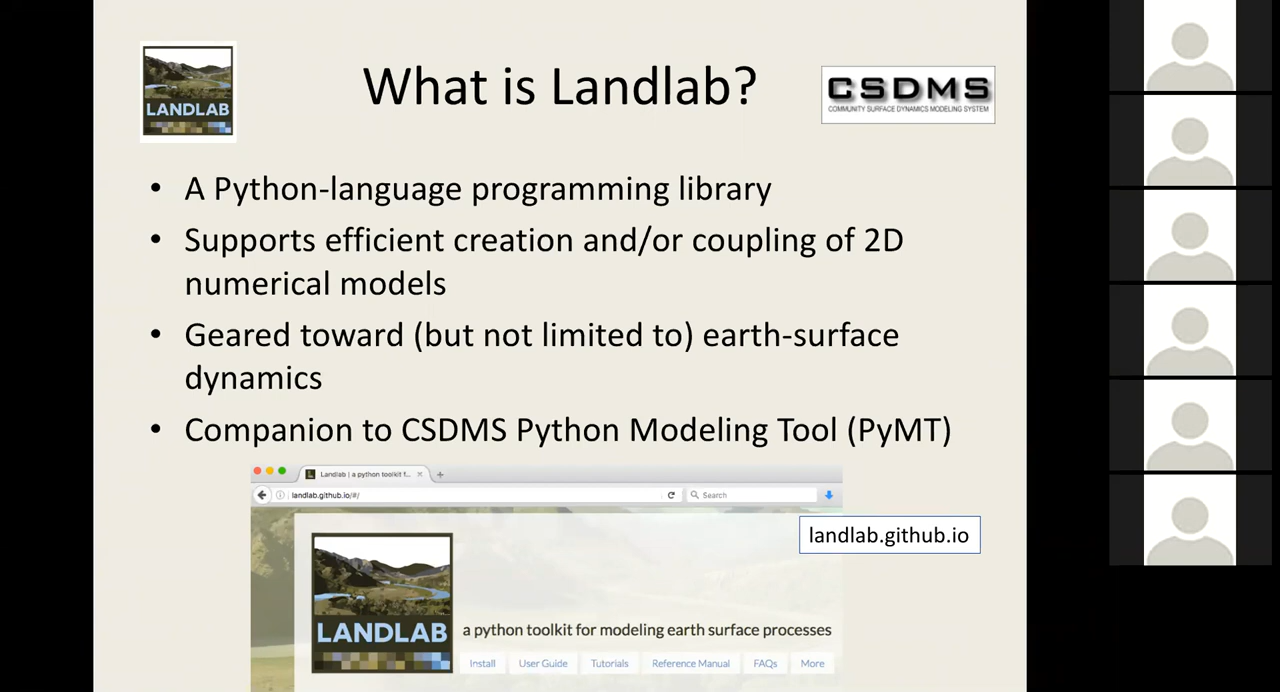 LANDLAB
What is Landlab?
CSDMS
COMMUNITY SURFACE DYNAMICS MODELING SYSTEM
• A Python-language programming library
• Supports efficient creation and/or coupling of 2D
numerical models
• Geared toward (but not limited to) earth-surface
dynamics
• Companion to CSDMS Python Modeling Tool (PyMT)
Landlab | a python toolkit f...
landlab.github.io/#/
Search
landlab.github.io
LANDLAB
a python toolkit for modeling earth surface processes
Install User Guide Tutorials Reference Manual FAQs More